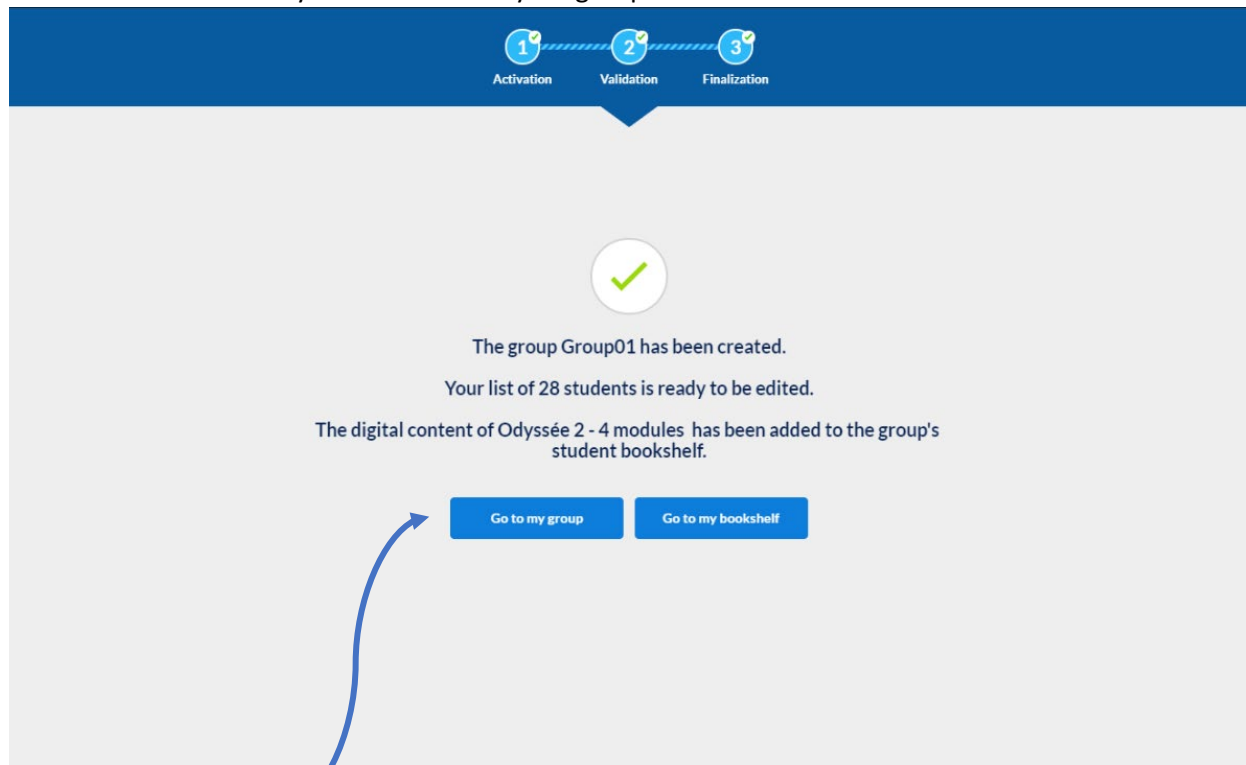 1 2 3
Activation Validation Finalization
The group Group01 has been created.
Your list of 28 students is ready to be edited.
The digital content of Odyssée 2 - 4 modules has been added to the group's
student bookshelf.
Go to my group Go to my bookshelf